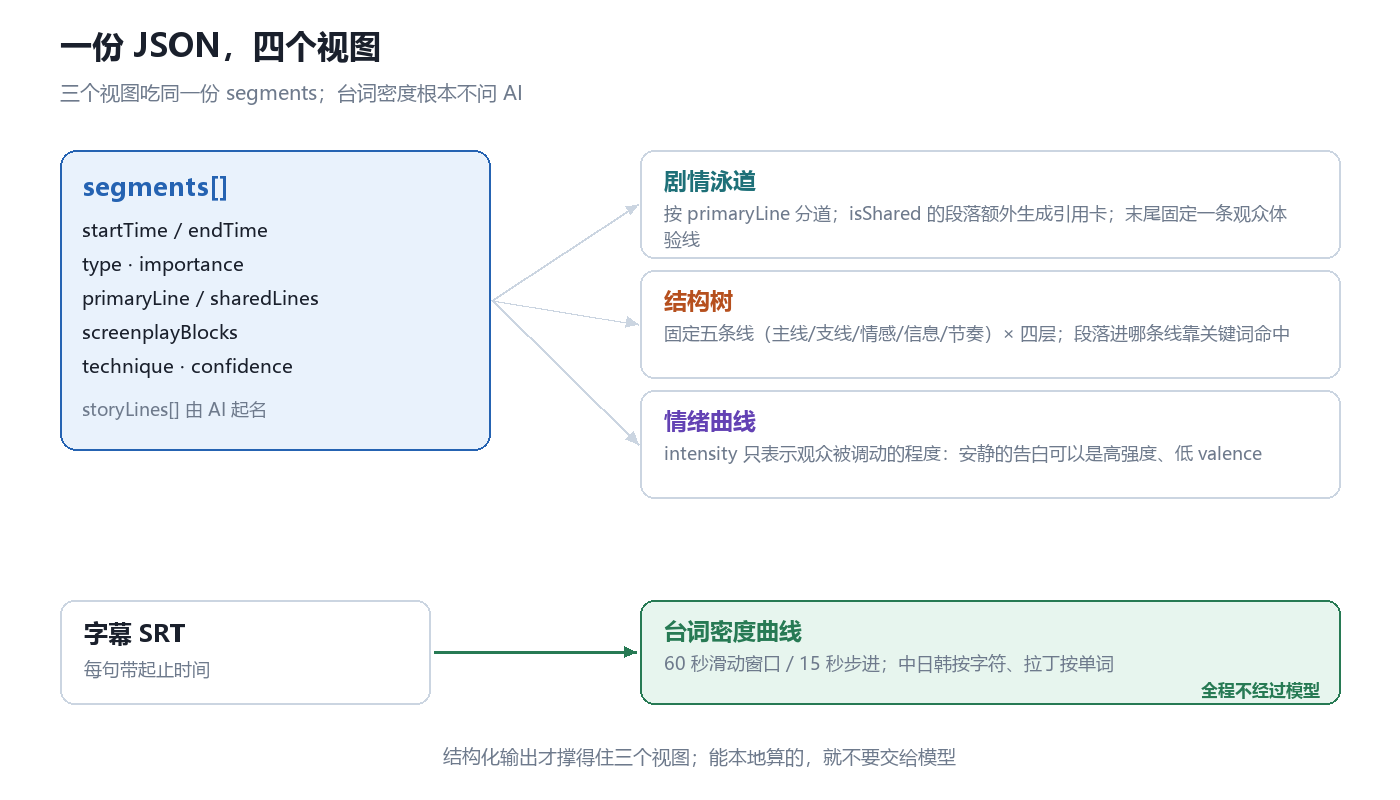 一份 JSON，四个视图
三个视图吃同一份 segments；台词密度根本不问 AI
segments[]
startTime / endTime
type · importance
primaryLine / sharedLines
screenplayBlocks
technique · confidence
storyLines[] 由 AI 起名
剧情泳道
按 primaryLine 分道；isShared 的段落额外生成引用卡；末尾固定一条观众体
验线
结构树
固定五条线（主线/支线/情感/信息/节奏）× 四层；段落进哪条线靠关键词命中
情绪曲线
intensity 只表示观众被调动的程度：安静的告白可以是高强度、低 valence
字幕 SRT
每句带起止时间
台词密度曲线
60 秒滑动窗口 / 15 秒步进；中日韩按字符、拉丁按单词
全程不经过模型
结构化输出才撑得住三个视图；能本地算的，就不要交给模型